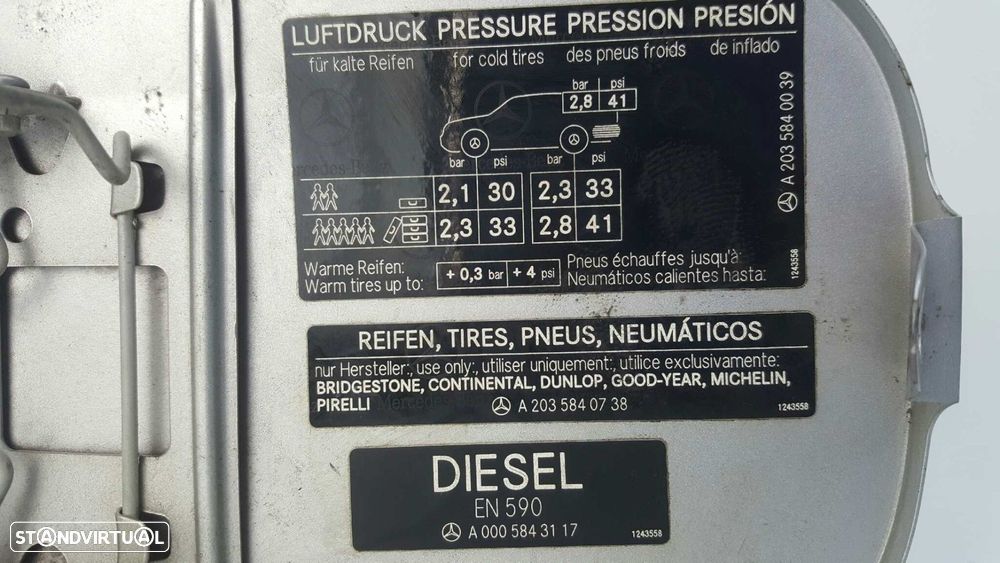 LUFTDRUCK PRESSURE PRESSION PRESIÓN
für kalte Reifen for cold tires des pneus froids de inflado
bar psi
2,8 41
bar psi bar psi
2,1 30 2,3 33
2,3 33 2,8 41
Warme Reifen:
Warm tires up to:
+ 0,3 bar + 4 psi
Pneus échauffes jusqu'à:
Neumáticos calientes hasta:
A 203 584 00 39
1243558
REIFEN, TIRES, PNEUS, NEUMÁTICOS
nur Hersteller:, use only:, utiliser uniquement:, utilice exclusivamente:
BRIDGESTONE, CONTINENTAL, DUNLOP, GOOD-YEAR, MICHELIN,
PIRELLI
A 203 584 07 38
1243558
DIESEL
EN 590
A 000 584 31 17
1243558
STANDVIRTUAL